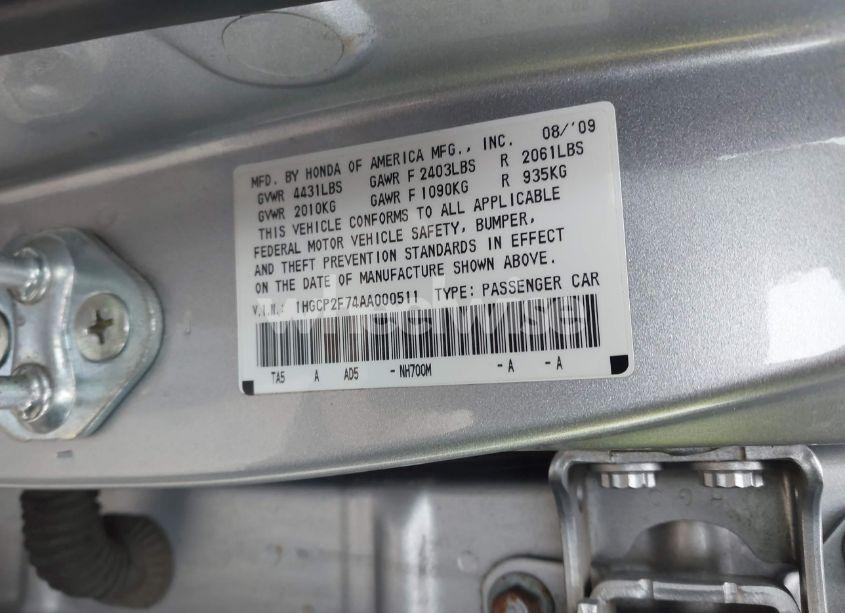 MFD. BY HONDA OF AMERICA MFG., INC. 08/'09
GVWR 4431LBS GAWR F 2403LBS R 2061LBS
GVWR 2010KG GAWR F 1090KG R 935KG
THIS VEHICLE CONFORMS TO ALL APPLICABLE
FEDERAL MOTOR VEHICLE SAFETY, BUMPER,
AND THEFT PREVENTION STANDARDS IN EFFECT
ON THE DATE OF MANUFACTURE SHOWN ABOVE.
V.I.N.: 1HGCP2F74AA000511 TYPE: PASSENGER CAR
wheelwise
TA5 A AD5 - NH700M - A - A